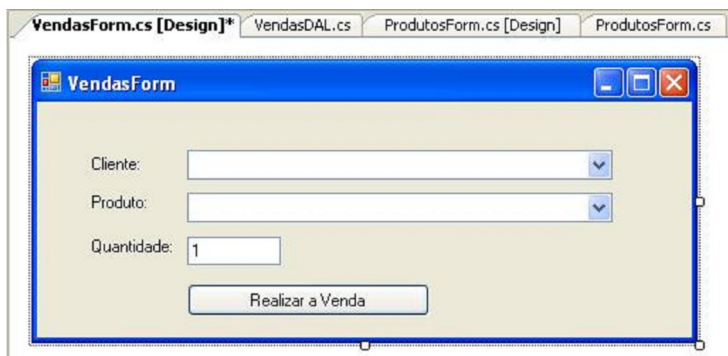 VendasForm.cs [Design]* VendasDAL.cs ProdutosForm.cs [Design] ProdutosForm.cs
VendasForm
Cliente:
Produto:
Quantidade: 1
Realizar a Venda